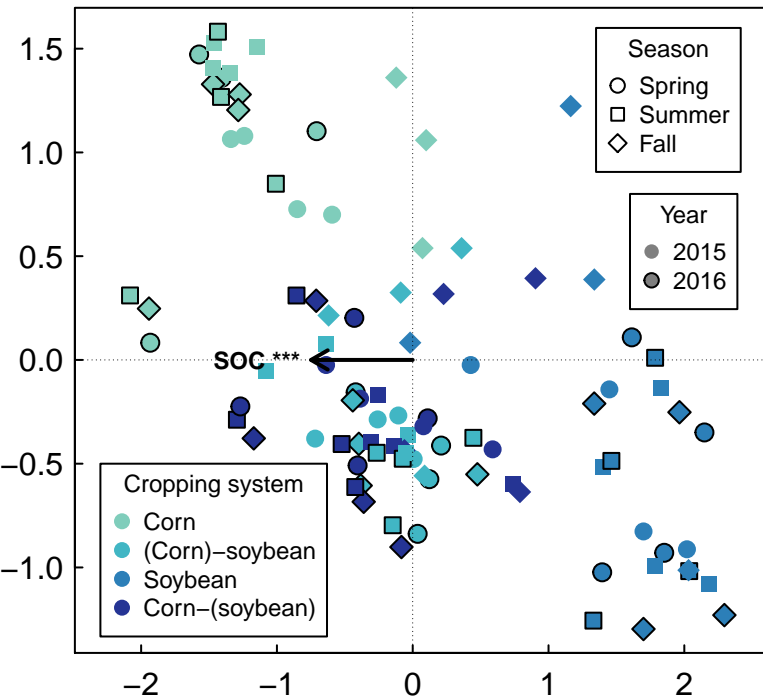 1.5
1.0
0.5
0.0
−0.5
−1.0
Season
Spring
Summer
Fall
Year
2015
2016
SOC ***
Cropping system
Corn
(Corn)−soybean
Soybean
Corn−(soybean)
−2 −1 0 1 2